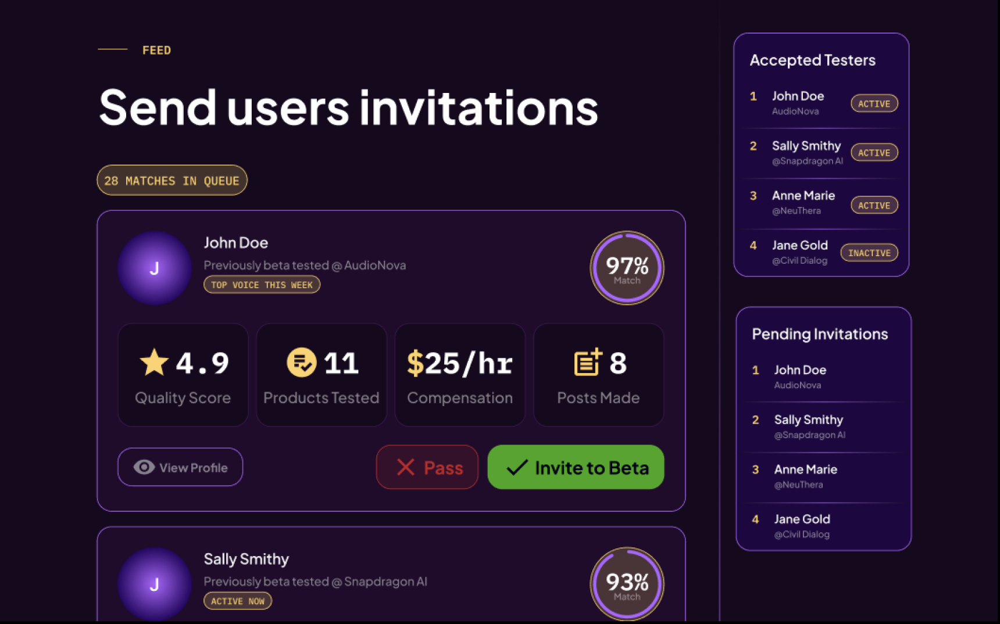 FEED
Send users invitations
28 MATCHES IN QUEUE
J
John Doe
Previously beta tested @ AudioNova
TOP VOICE THIS WEEK
97%
Match
4.9
Quality Score
11
Products Tested
$25/hr
Compensation
8
Posts Made
View Profile
Pass
Invite to Beta
J
Sally Smithy
Previously beta tested @ Snapdragon AI
ACTIVE NOW
93%
Match
Accepted Testers
1 John Doe
AudioNova
ACTIVE
2 Sally Smithy
@Snapdragon AI
ACTIVE
3 Anne Marie
@NeuThera
ACTIVE
4 Jane Gold
@Civil Dialog
INACTIVE
Pending Invitations
1 John Doe
AudioNova
2 Sally Smithy
@Snapdragon AI
3 Anne Marie
@NeuThera
4 Jane Gold
@Civil Dialog